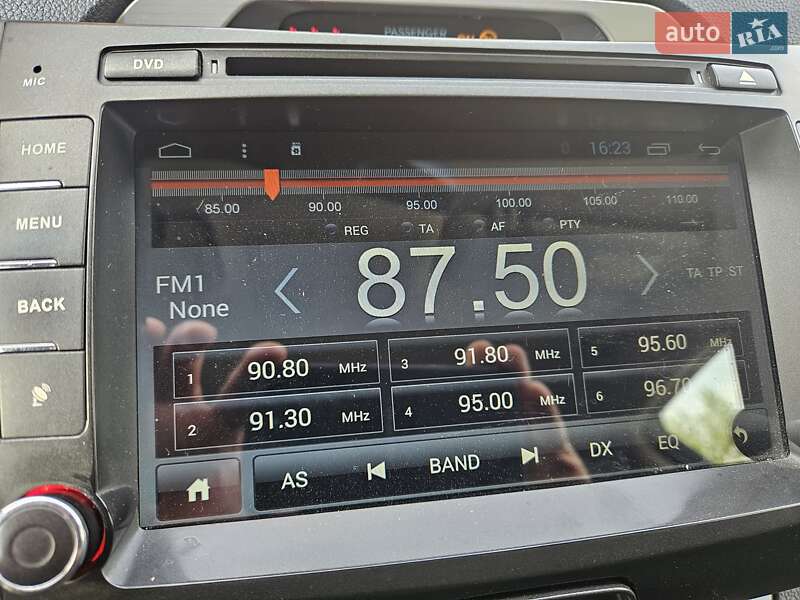 PASSENGER
auto RIA
.com
DVD
MIC
HOME
MENU
BACK
16:23
85.00 90.00 95.00 100.00 105.00 110.00
REG TA AF PTY
FM1
None
87.50
TA TP ST
1 90.80 MHz
3 91.80 MHz
5 95.60 MHz
2 91.30 MHz
4 95.00 MHz
6 96.70
AS BAND DX EQ